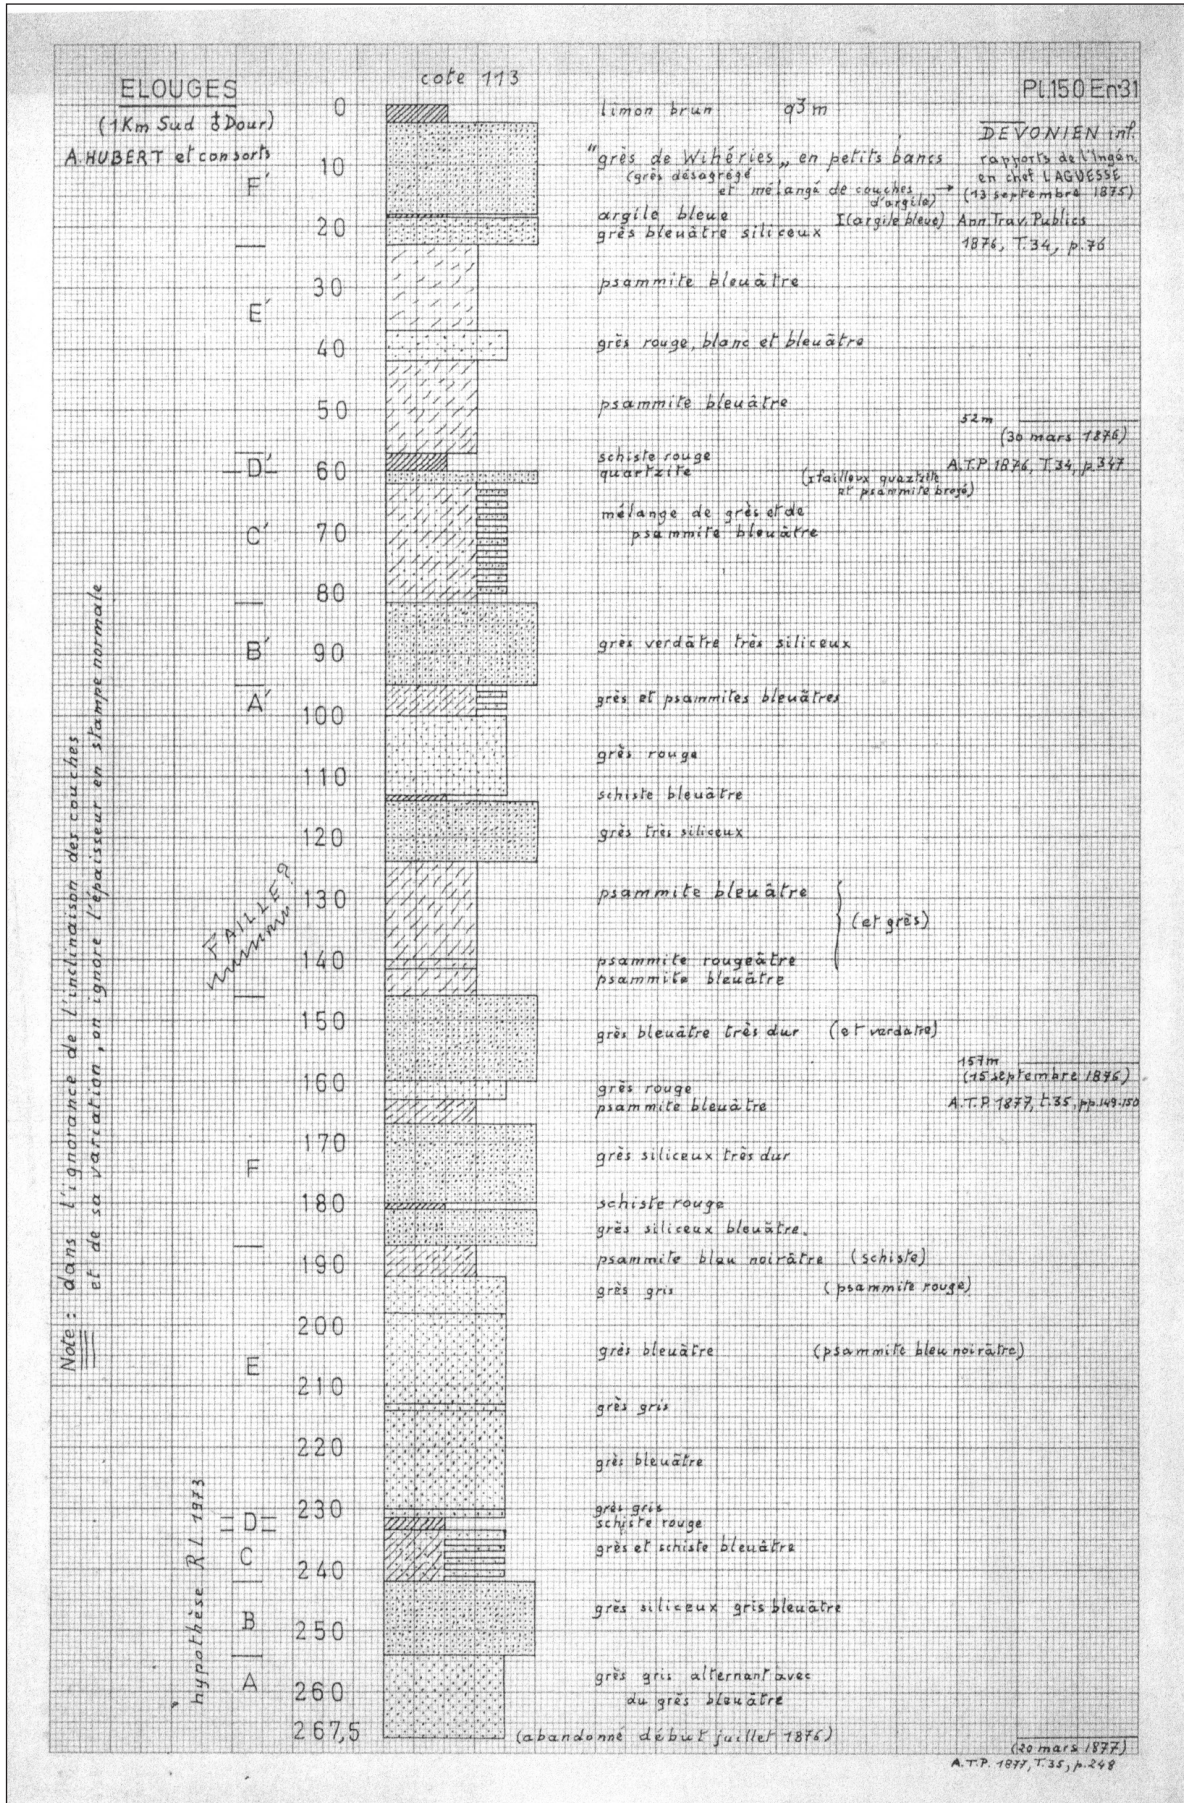 ELOUGES
(1Km Sud ♁ Dour)
A. HUBERT et consorts
cote 113
Pl.150 En°31
DEVONIEN inf.
rapports de l'Ingén.
en chef LAGUESSE
(13 septembre 1875)
Ann. Trav. Publics
1876, T.34, p.76
0
limon brun q3m
10
"grès de Wihéries" en petits bancs
(grès désagrégé
et mélangé de couches
d'argile) →
F'
argile bleue
I (argile bleue)
20
grès bleuâtre siliceux
30
psammite bleuâtre
E'
40
grès rouge, blanc et bleuâtre
50
psammite bleuâtre
52m
(30 mars 1876)
A.T.P. 1876, T.34, p.347
schiste rouge
D'
60
quartzite
(I failleux quartzite
et psammite broyé)
mélange de grès et de
psammite bleuâtre
C'
70
80
B'
90
grès verdâtre très siliceux
A'
100
grès et psammites bleuâtres
grès rouge
110
schiste bleuâtre
120
grès très siliceux
130
psammite bleuâtre
(et grès)
FAILLE?
140
psammite rougeâtre
psammite bleuâtre
150
grès bleuâtre très dur (et verdatre)
157m
(15 septembre 1876)
A.T.P. 1877, t.35, pp.149-150
160
grès rouge
psammite bleuâtre
170
grès siliceux très dur
F
180
schiste rouge
grès siliceux bleuâtre.
190
psammite bleu noirâtre (schiste)
grès gris (psammite rouge)
200
grès bleuâtre (psammite bleu noirâtre)
E
210
grès gris
220
grès bleuâtre
230
grès gris
D
schiste rouge
C
grès et schiste bleuâtre
240
B
grès siliceux gris bleuâtre
250
A
grès gris alternant avec
du grès bleuâtre
260
267,5
(abandonné début juillet 1876)
(20 mars 1877)
A.T.P. 1877, T.35, p.248
Note : dans l'ignorance de l'inclinaison des couches
et de sa variation, on ignore l'épaisseur en stampe normale
hypothèse R.L. 1973